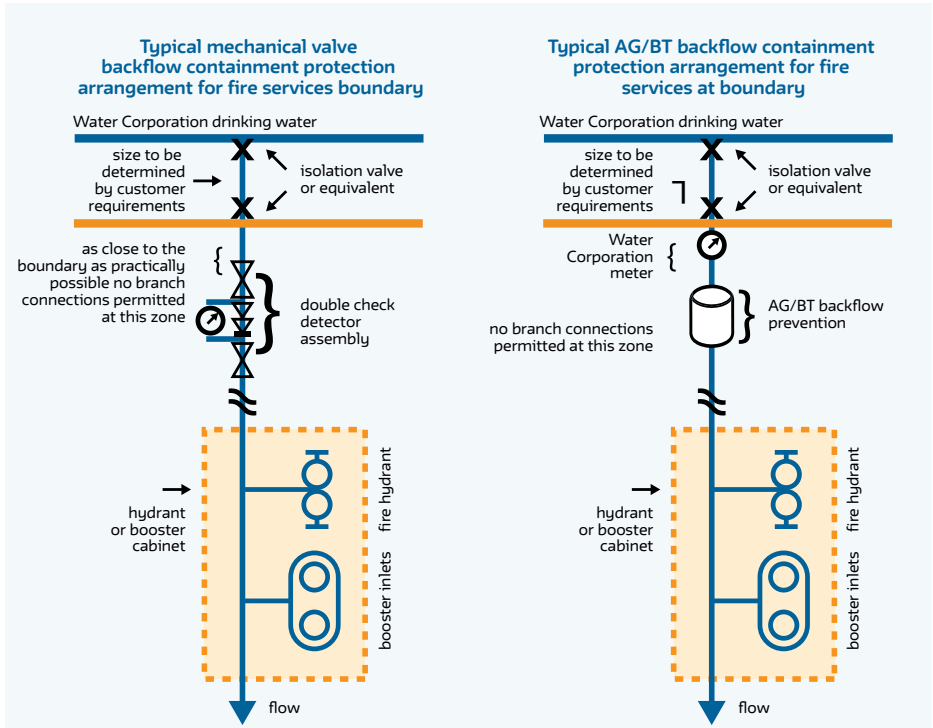 Typical mechanical valve
backflow containment protection
arrangement for fire services boundary
Water Corporation drinking water
size to be
determined
by customer
requirements
isolation valve
or equivalent
as close to the
boundary as practically
possible no branch
connections permitted
at this zone
double check
detector
assembly
hydrant
or booster
cabinet
fire hydrant
booster inlets
flow
Typical AG/BT backflow containment
protection arrangement for fire
services at boundary
Water Corporation drinking water
size to be
determined
by customer
requirements
isolation valve
or equivalent
Water
Corporation
meter
AG/BT backflow
prevention
no branch connections
permitted at this zone
hydrant
or booster
cabinet
fire hydrant
booster inlets
flow